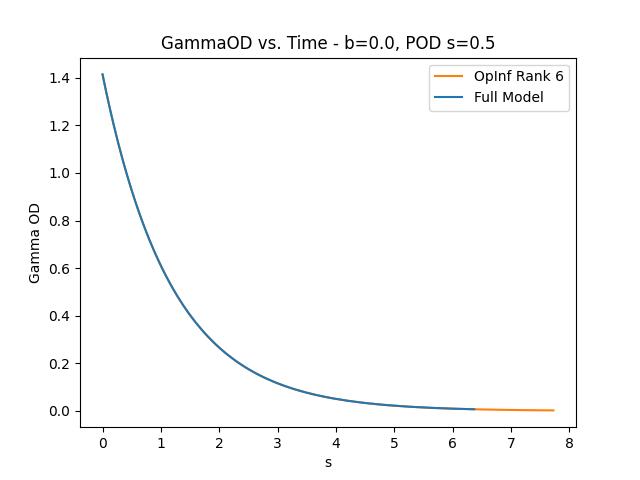 GammaOD vs. Time - b=0.0, POD s=0.5
OpInf Rank 6
Full Model
1.4
1.2
1.0
0.8
0.6
0.4
0.2
0.0
Gamma OD
0 1 2 3 4 5 6 7 8
s